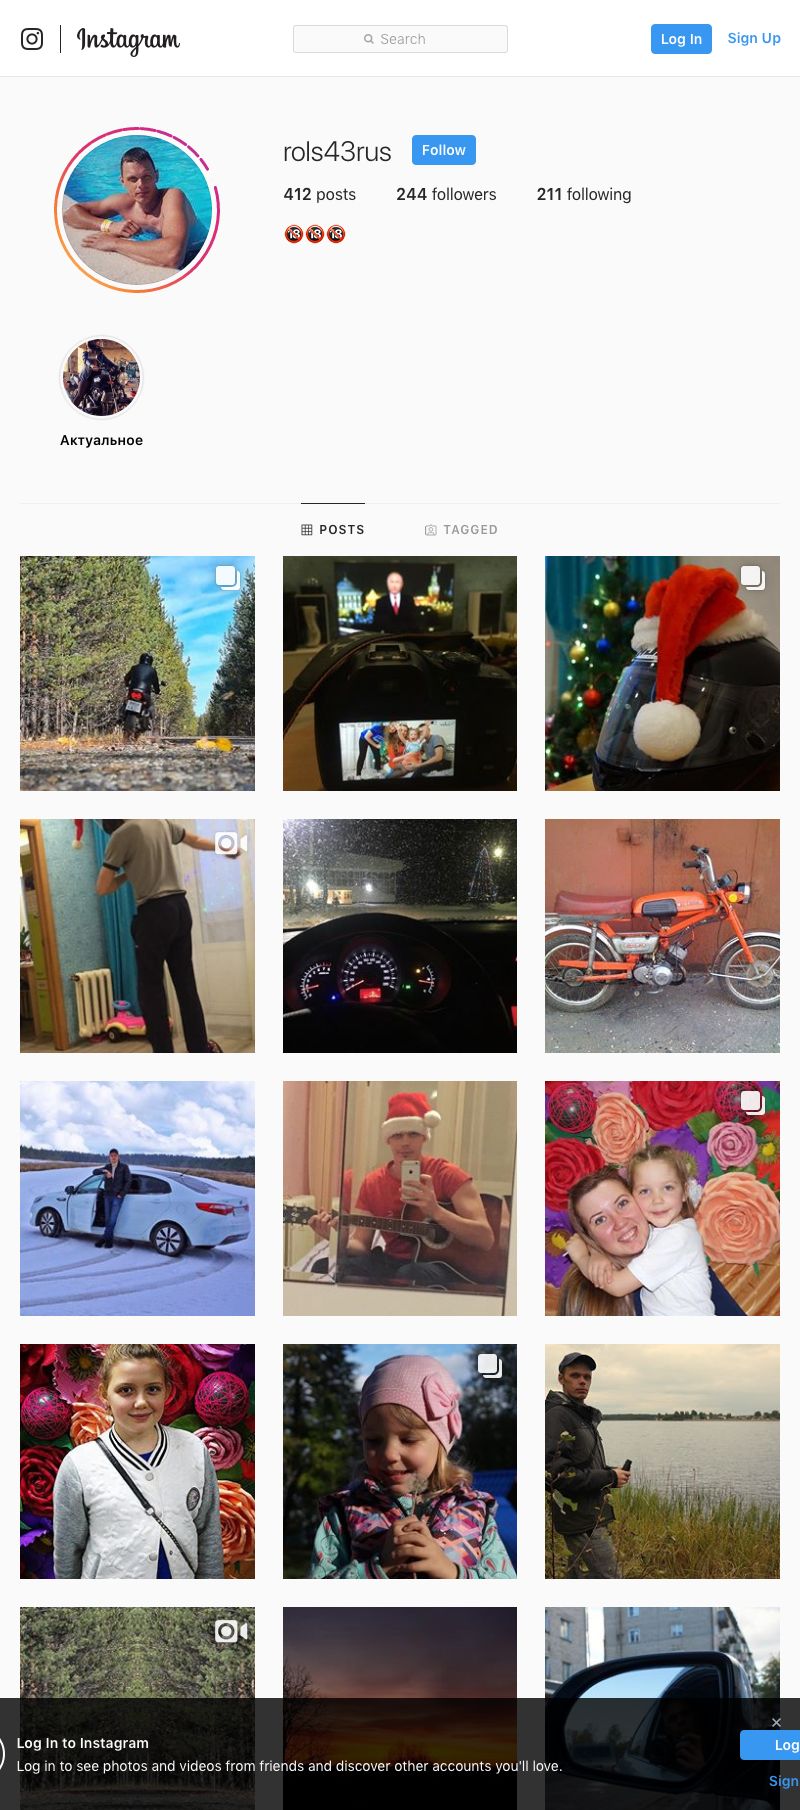 Instagram
Search
Log In
Sign Up
rols43rus
Follow
412 posts 244 followers 211 following
🔞🔞🔞
Актуальное
POSTS TAGGED
Log In to Instagram
Log in to see photos and videos from friends and discover other accounts you'll love.
✕
Log
Sign